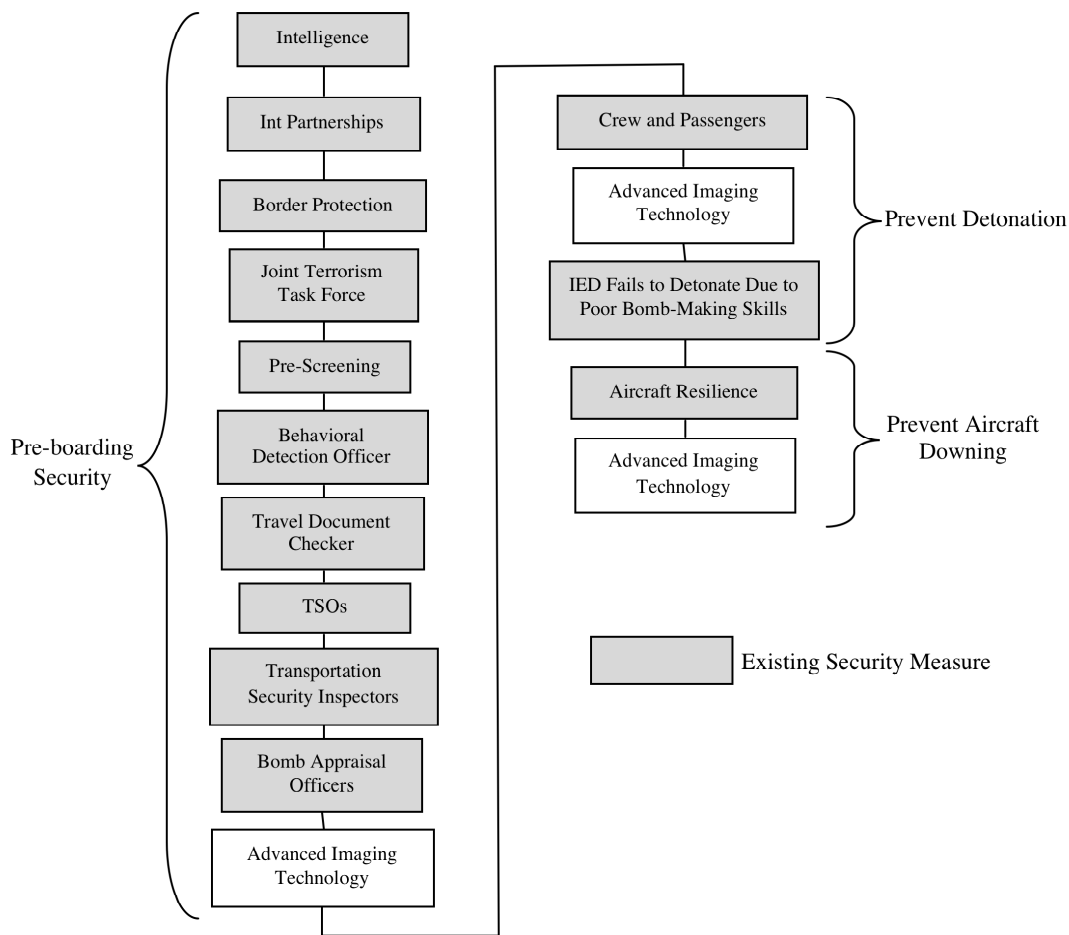 Intelligence
Int Partnerships
Border Protection
Joint Terrorism
Task Force
Pre-Screening
Behavioral
Detection Officer
Travel Document
Checker
TSOs
Transportation
Security Inspectors
Bomb Appraisal
Officers
Advanced Imaging
Technology
Pre-boarding
Security
Crew and Passengers
Advanced Imaging
Technology
IED Fails to Detonate Due to
Poor Bomb-Making Skills
Prevent Detonation
Aircraft Resilience
Advanced Imaging
Technology
Prevent Aircraft
Downing
Existing Security Measure